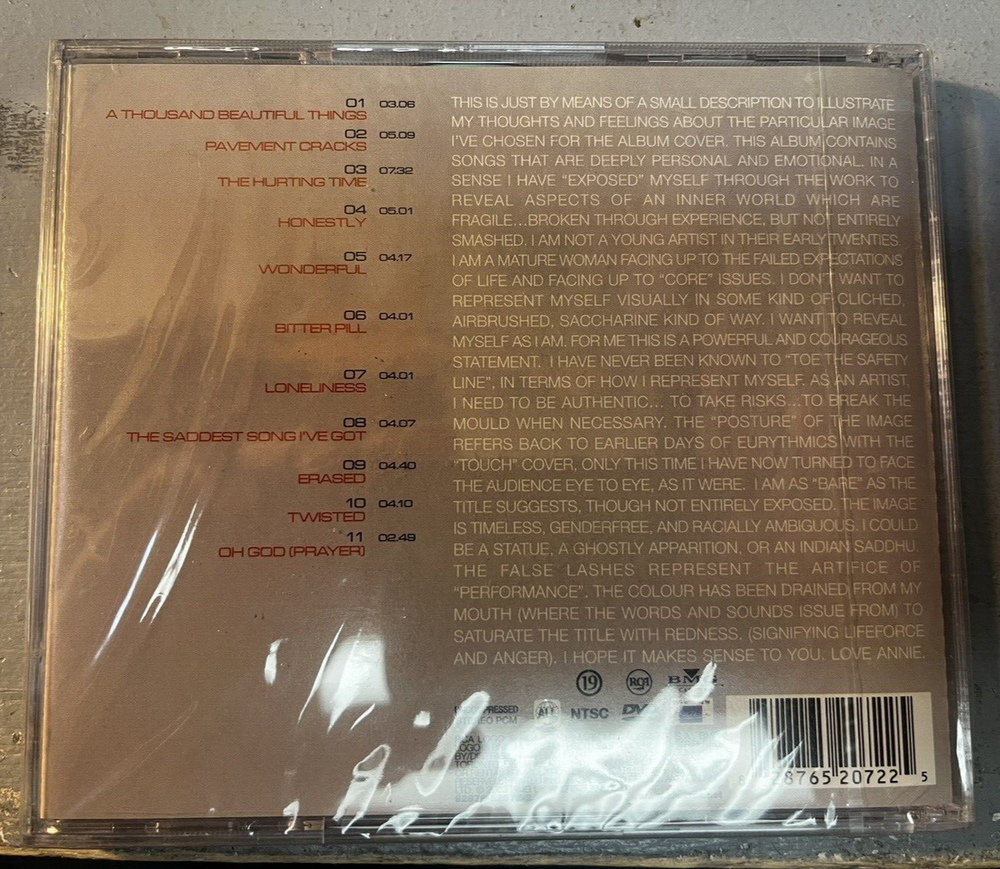 01 03.06
A THOUSAND BEAUTIFUL THINGS
02 05.09
PAVEMENT CRACKS
03 07.32
THE HURTING TIME
04 05.01
HONESTLY
05 04.17
WONDERFUL
06 04.01
BITTER PILL
07 04.01
LONELINESS
08 04.07
THE SADDEST SONG I'VE GOT
09 04.40
ERASED
10 04.10
TWISTED
11 02.49
OH GOD (PRAYER)
THIS IS JUST BY MEANS OF A SMALL DESCRIPTION TO ILLUSTRATE
MY THOUGHTS AND FEELINGS ABOUT THE PARTICULAR IMAGE
I'VE CHOSEN FOR THE ALBUM COVER. THIS ALBUM CONTAINS
SONGS THAT ARE DEEPLY PERSONAL AND EMOTIONAL. IN A
SENSE I HAVE "EXPOSED" MYSELF THROUGH THE WORK TO
REVEAL ASPECTS OF AN INNER WORLD WHICH ARE
FRAGILE...BROKEN THROUGH EXPERIENCE, BUT NOT ENTIRELY
SMASHED. I AM NOT A YOUNG ARTIST IN THEIR EARLY TWENTIES.
I AM A MATURE WOMAN FACING UP TO THE FAILED EXPECTATIONS
OF LIFE AND FACING UP TO "CORE" ISSUES. I DON'T WANT TO
REPRESENT MYSELF VISUALLY IN SOME KIND OF CLICHED,
AIRBRUSHED, SACCHARINE KIND OF WAY. I WANT TO REVEAL
MYSELF AS I AM. FOR ME THIS IS A POWERFUL AND COURAGEOUS
STATEMENT. I HAVE NEVER BEEN KNOWN TO "TOE THE SAFETY
LINE", IN TERMS OF HOW I REPRESENT MYSELF. AS AN ARTIST,
I NEED TO BE AUTHENTIC... TO TAKE RISKS...TO BREAK THE
MOULD WHEN NECESSARY. THE "POSTURE" OF THE IMAGE
REFERS BACK TO EARLIER DAYS OF EURYTHMICS WITH THE
"TOUCH" COVER, ONLY THIS TIME I HAVE NOW TURNED TO FACE
THE AUDIENCE EYE TO EYE, AS IT WERE. I AM AS "BARE" AS THE
TITLE SUGGESTS, THOUGH NOT ENTIRELY EXPOSED. THE IMAGE
IS TIMELESS, GENDERFREE, AND RACIALLY AMBIGUOUS. I COULD
BE A STATUE, A GHOSTLY APPARITION, OR AN INDIAN SADDHU.
THE FALSE LASHES REPRESENT THE ARTIFICE OF
"PERFORMANCE". THE COLOUR HAS BEEN DRAINED FROM MY
MOUTH (WHERE THE WORDS AND SOUNDS ISSUE FROM) TO
SATURATE THE TITLE WITH REDNESS. (SIGNIFYING LIFEFORCE
AND ANGER). I HOPE IT MAKES SENSE TO YOU. LOVE ANNIE.
19 RCA BMG
ALL NTSC
PCM
28765 20722 5